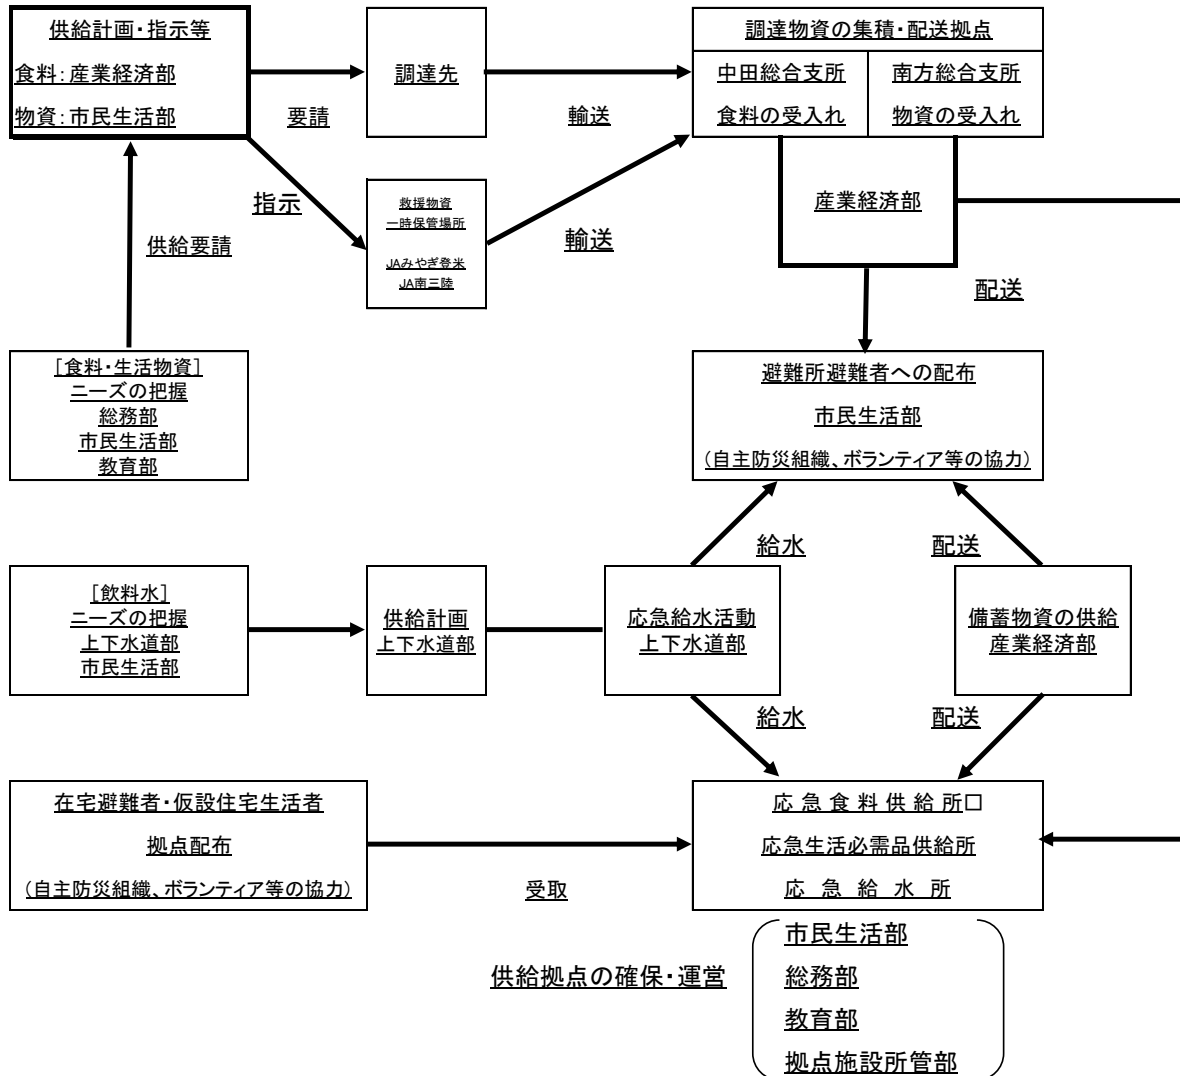 供給計画・指示等
食料：産業経済部
物資：市民生活部
要請
調達先
輸送
調達物資の集積・配送拠点
中田総合支所
食料の受入れ
南方総合支所
物資の受入れ
産業経済部
指示
救援物資
一時保管場所
JAみやぎ登米
JA南三陸
輸送
供給要請
配送
［食料・生活物資］
ニーズの把握
総務部
市民生活部
教育部
避難所避難者への配布
市民生活部
（自主防災組織、ボランティア等の協力）
給水
配送
［飲料水］
ニーズの把握
上下水道部
市民生活部
供給計画
上下水道部
応急給水活動
上下水道部
備蓄物資の供給
産業経済部
給水
配送
在宅避難者・仮設住宅生活者
拠点配布
（自主防災組織、ボランティア等の協力）
受取
応 急 食 料 供 給 所□
応急生活必需品供給所
応 急 給 水 所
供給拠点の確保・運営
市民生活部
総務部
教育部
拠点施設所管部